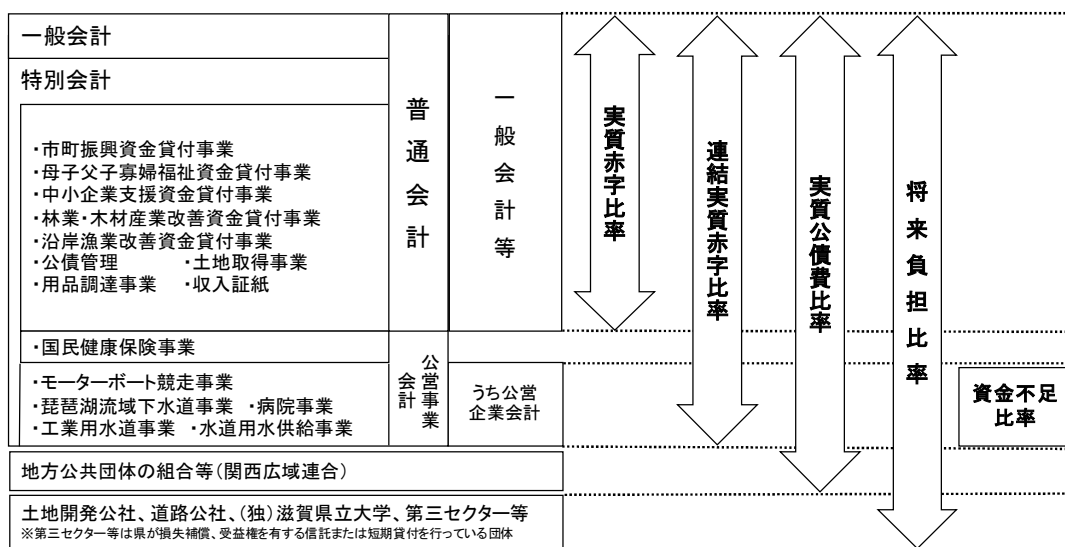 一般会計
特別会計
・市町振興資金貸付事業
・母子父子寡婦福祉資金貸付事業
・中小企業支援資金貸付事業
・林業・木材産業改善資金貸付事業
・沿岸漁業改善資金貸付事業
・公債管理　　　・土地取得事業
・用品調達事業　・収入証紙
普通会計
一般会計等
・国民健康保険事業
・モーターボート競走事業
・琵琶湖流域下水道事業　・病院事業
・工業用水道事業　・水道用水供給事業
公営事業
会計
うち公営
企業会計
地方公共団体の組合等(関西広域連合)
土地開発公社、道路公社、(独)滋賀県立大学、第三セクター等
※第三セクター等は県が損失補償、受益権を有する信託または短期貸付を行っている団体
実質赤字比率
連結実質赤字比率
実質公債費比率
将来負担比率
資金不足
比率